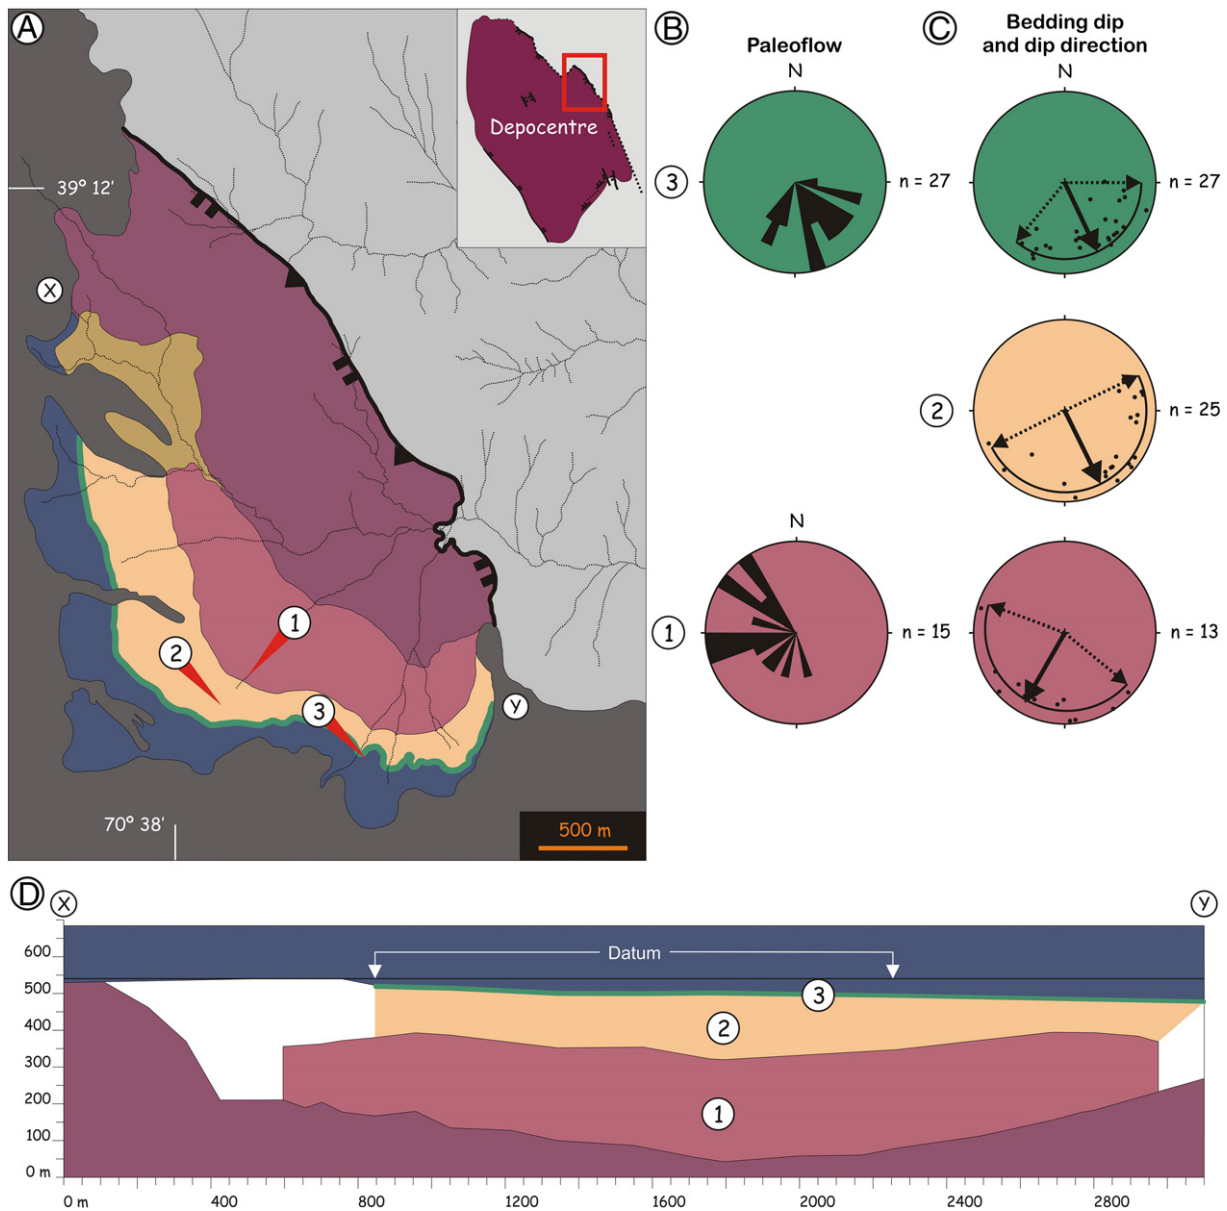 A
Depocentre
39° 12'
X
1
2
3
Y
70° 38'
500 m
B
Paleoflow
N
3
n = 27
N
1
n = 15
C
Bedding dip
and dip direction
N
n = 27
2
n = 25
n = 13
D
X
Y
Datum
600
500
400
300
200
100
0 m
3
2
1
0 m 400 800 1200 1600 2000 2400 2800